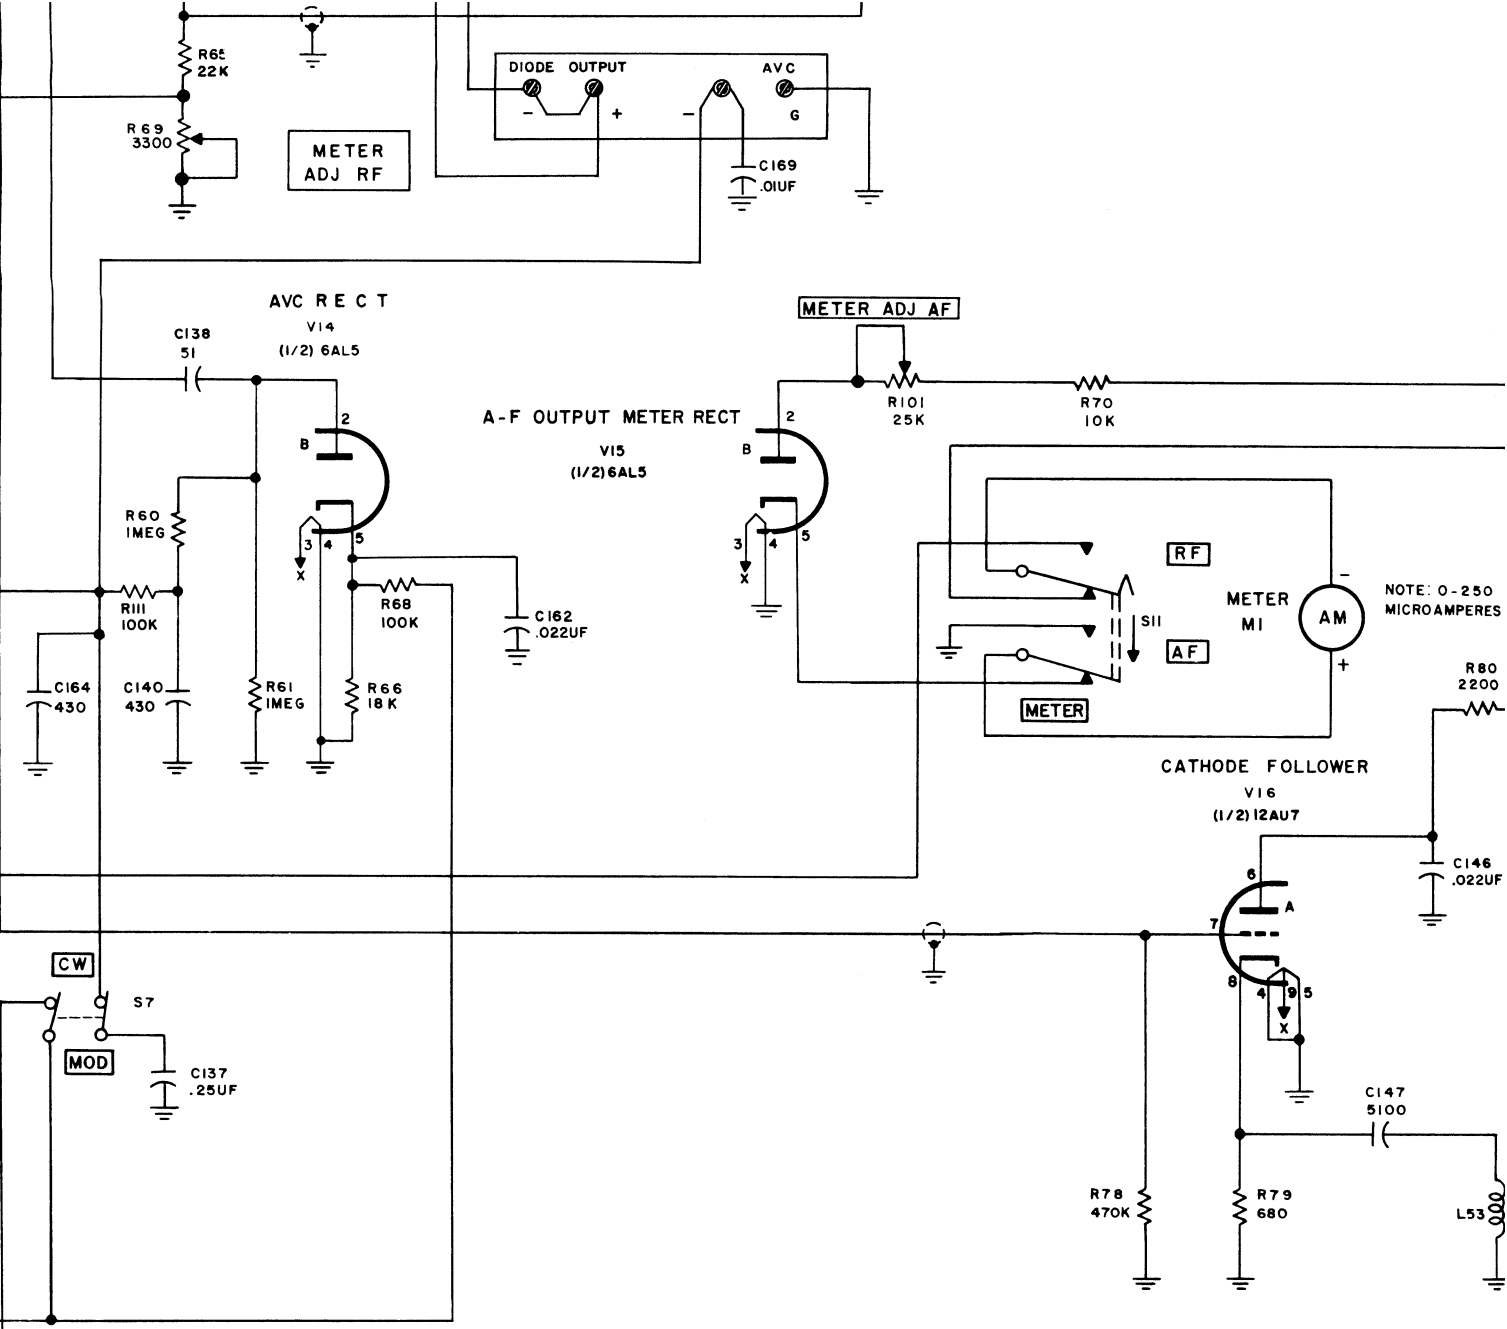 R65
22K
R69
3300
METER
ADJ RF
DIODE OUTPUT
AVC
- + - G
C169
.01UF
AVC RECT
V14
(1/2) 6AL5
C138
51
2
B
3 4 5
X
R60
1MEG
R111
100K
R68
100K
C162
.022UF
C164
430
C140
430
R61
1MEG
R66
18K
A-F OUTPUT METER RECT
V15
(1/2) 6AL5
METER ADJ AF
R101
25K
R70
10K
2
B
3 4 5
X
RF
S11
AF
METER
METER
M1
-
AM
+
NOTE: 0-250
MICROAMPERES
R80
2200
CATHODE FOLLOWER
V16
(1/2) 12AU7
6
A
7
8
4 9 5
X
C146
.022UF
CW
S7
MOD
C137
.25UF
C147
5100
R78
470K
R79
680
L53